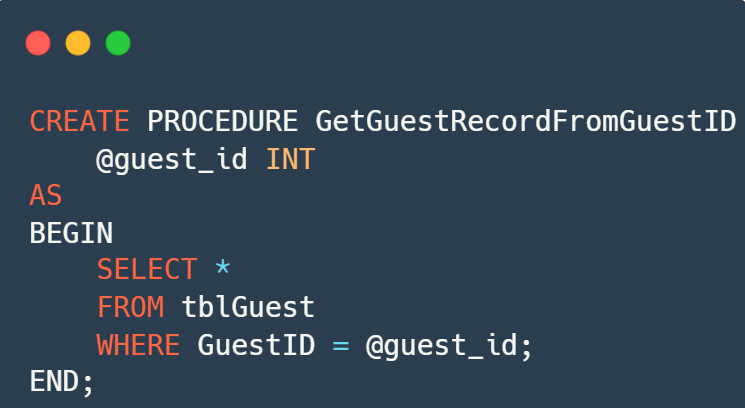 CREATE PROCEDURE GetGuestRecordFromGuestID
    @guest_id INT
AS
BEGIN
    SELECT *
    FROM tblGuest
    WHERE GuestID = @guest_id;
END;